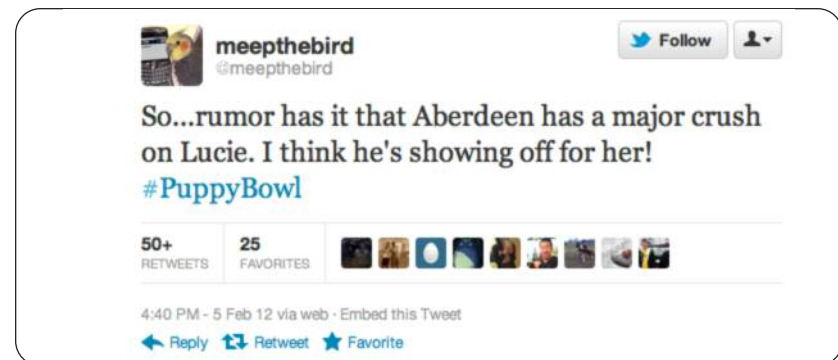 meepthebird
@meepthebird
Follow
So...rumor has it that Aberdeen has a major crush
on Lucie. I think he's showing off for her!
#PuppyBowl
50+
RETWEETS
25
FAVORITES
4:40 PM - 5 Feb 12 via web · Embed this Tweet
Reply Retweet Favorite